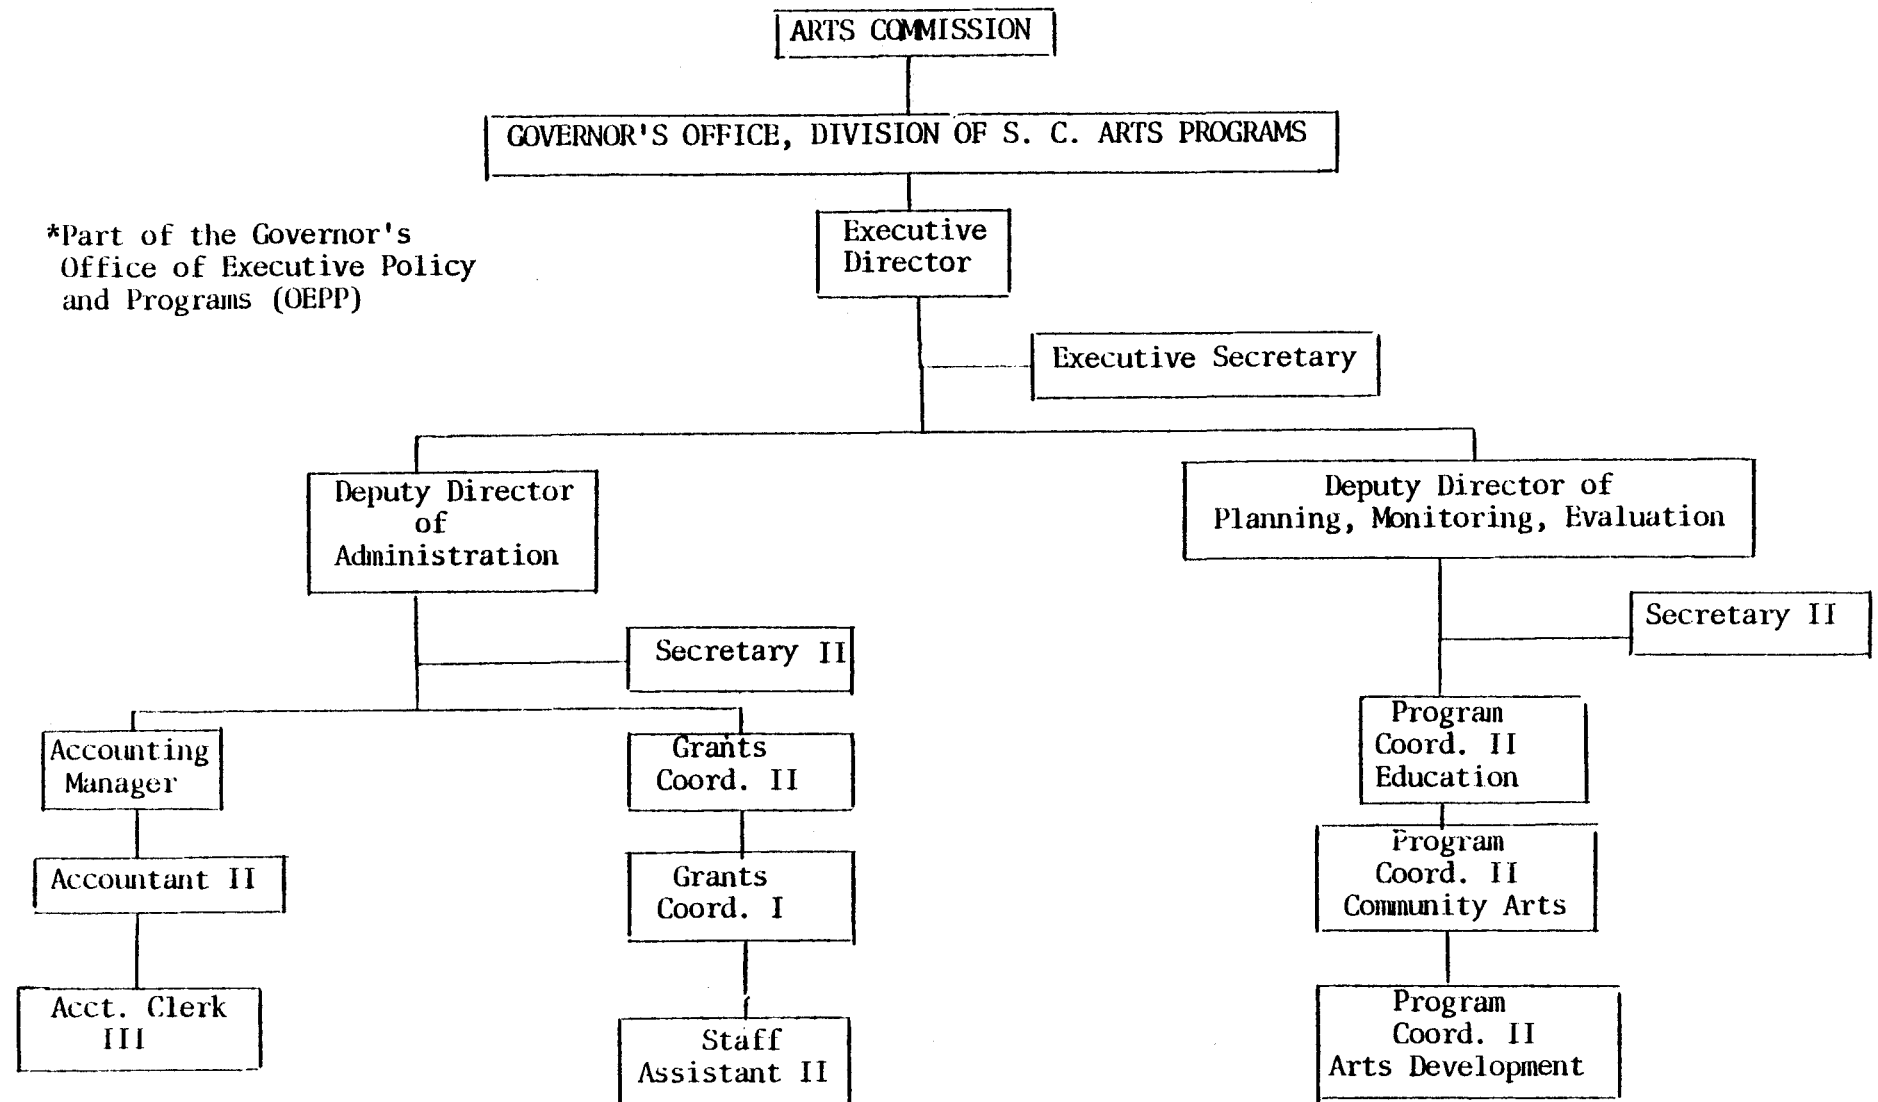 ARTS COMMISSION
GOVERNOR'S OFFICE, DIVISION OF S. C. ARTS PROGRAMS
*Part of the Governor's
Office of Executive Policy
and Programs (OEPP)
Executive
Director
Executive Secretary
Deputy Director
of
Administration
Deputy Director of
Planning, Monitoring, Evaluation
Secretary II
Secretary II
Accounting
Manager
Grants
Coord. II
Program
Coord. II
Education
Accountant II
Grants
Coord. I
Program
Coord. II
Community Arts
Acct. Clerk
III
Staff
Assistant II
Program
Coord. II
Arts Development